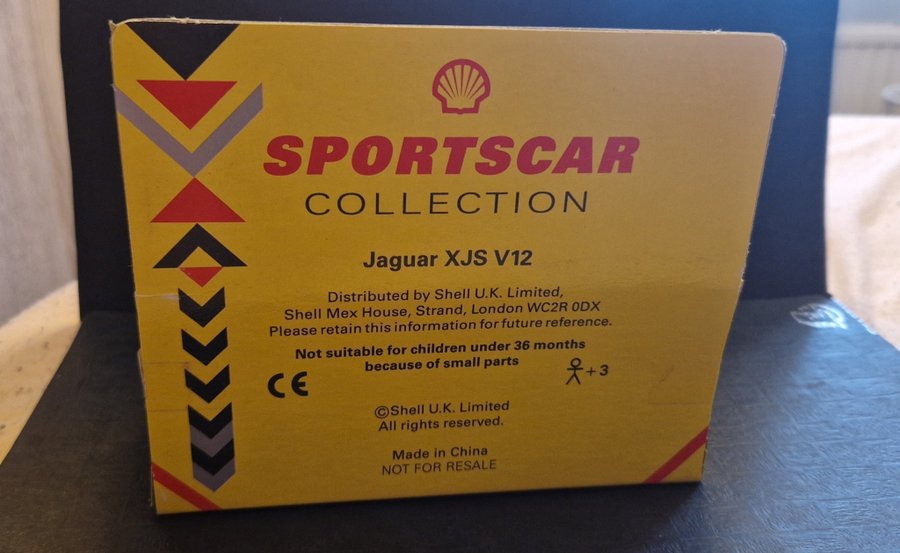 SPORTSCAR
COLLECTION
Jaguar XJS V12
Distributed by Shell U.K. Limited,
Shell Mex House, Strand, London WC2R 0DX
Please retain this information for future reference.
Not suitable for children under 36 months
because of small parts
CE
+3
©Shell U.K. Limited
All rights reserved.
Made in China
NOT FOR RESALE